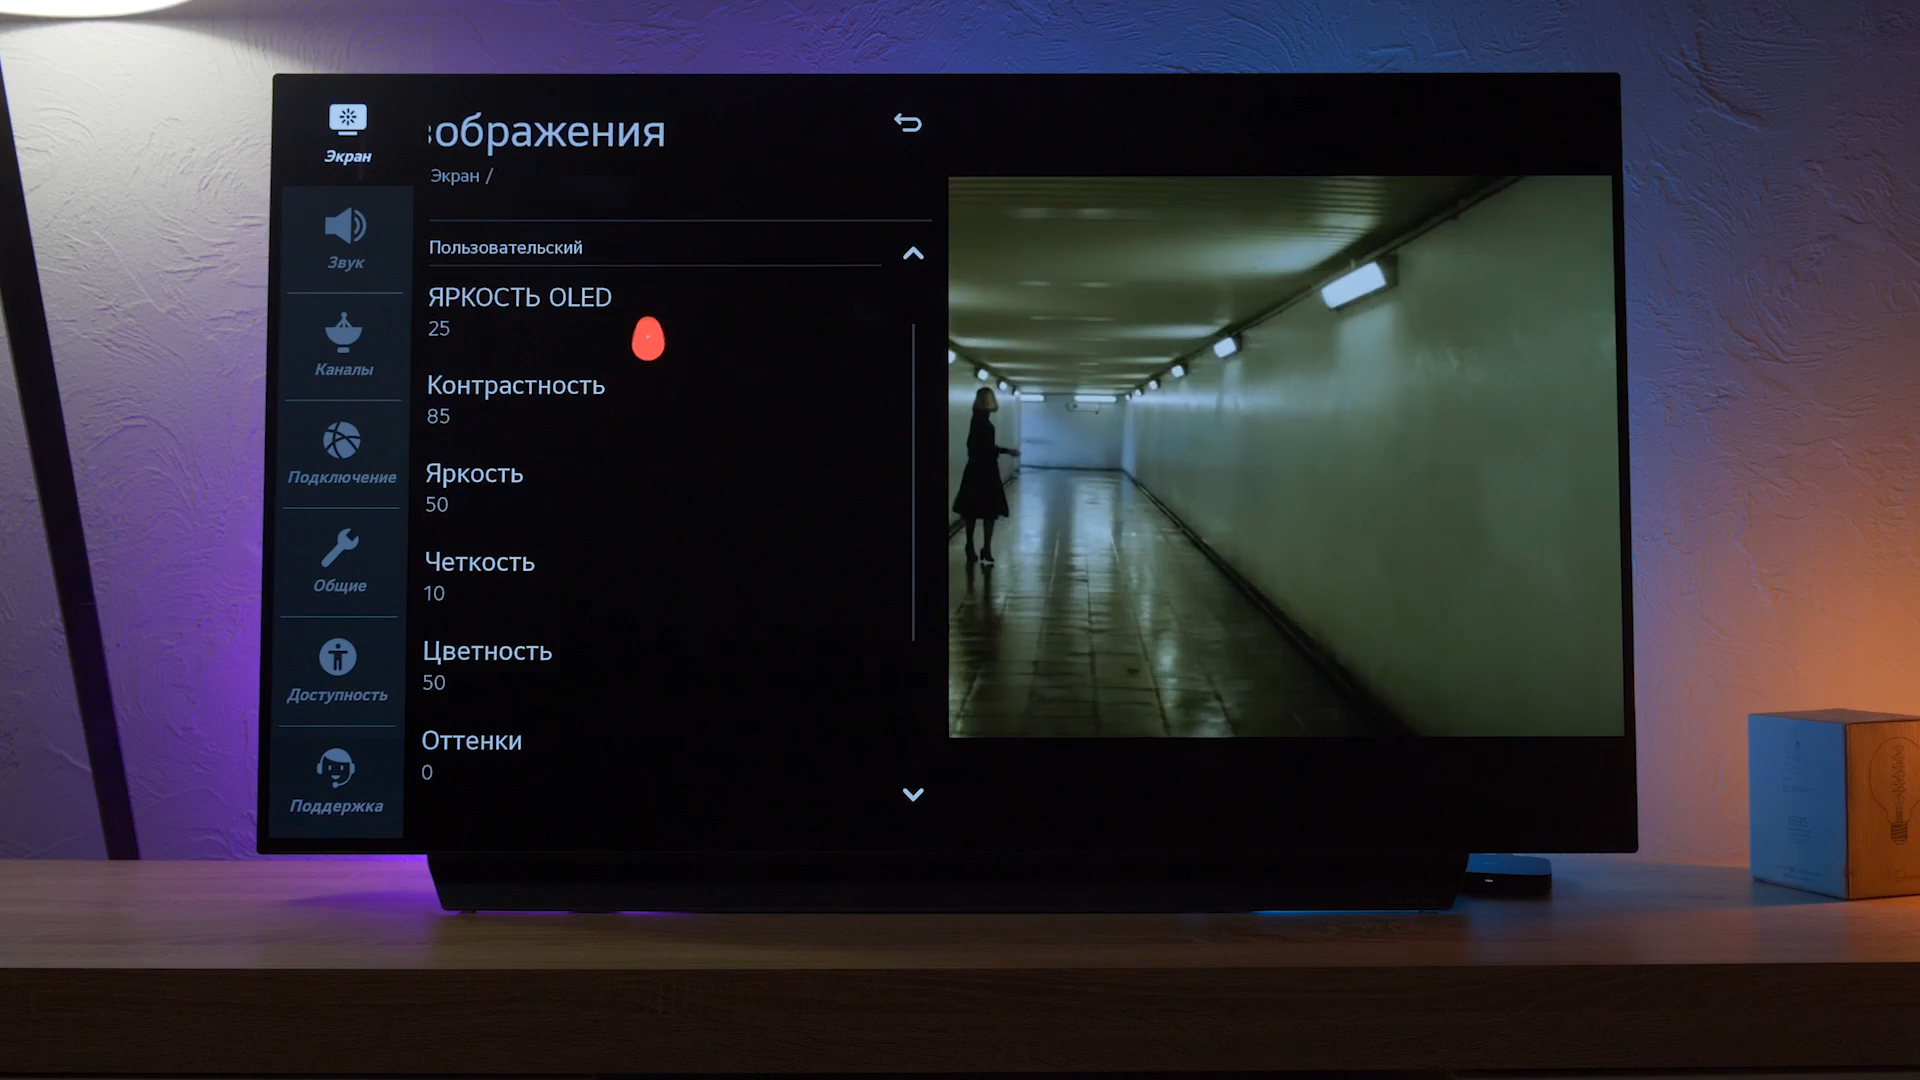 зображения
Экран /
Пользовательский
ЯРКОСТЬ OLED
25
Контрастность
85
Яркость
50
Четкость
10
Цветность
50
Оттенки
0
Экран
Звук
Каналы
Подключение
Общие
Доступность
Поддержка